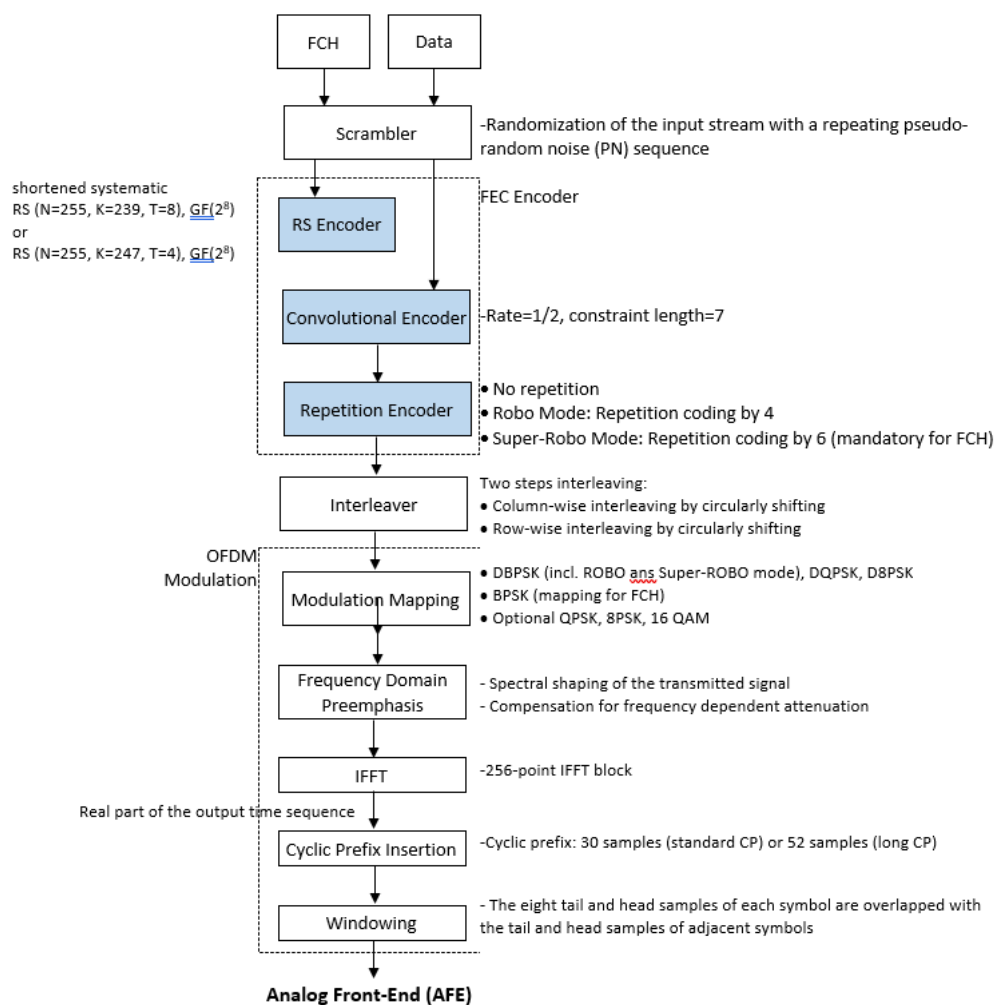 FCH
Data
Scrambler
-Randomization of the input stream with a repeating pseudo-
random noise (PN) sequence
shortened systematic
RS (N=255, K=239, T=8), GF(2⁸)
or
RS (N=255, K=247, T=4), GF(2⁸)
FEC Encoder
RS Encoder
Convolutional Encoder
-Rate=1/2, constraint length=7
Repetition Encoder
• No repetition
• Robo Mode: Repetition coding by 4
• Super-Robo Mode: Repetition coding by 6 (mandatory for FCH)
Interleaver
Two steps interleaving:
• Column-wise interleaving by circularly shifting
• Row-wise interleaving by circularly shifting
OFDM
Modulation
Modulation Mapping
• DBPSK (incl. ROBO ans Super-ROBO mode), DQPSK, D8PSK
• BPSK (mapping for FCH)
• Optional QPSK, 8PSK, 16 QAM
Frequency Domain
Preemphasis
- Spectral shaping of the transmitted signal
- Compensation for frequency dependent attenuation
IFFT
-256-point IFFT block
Real part of the output time sequence
Cyclic Prefix Insertion
-Cyclic prefix: 30 samples (standard CP) or 52 samples (long CP)
Windowing
- The eight tail and head samples of each symbol are overlapped with
the tail and head samples of adjacent symbols
Analog Front-End (AFE)